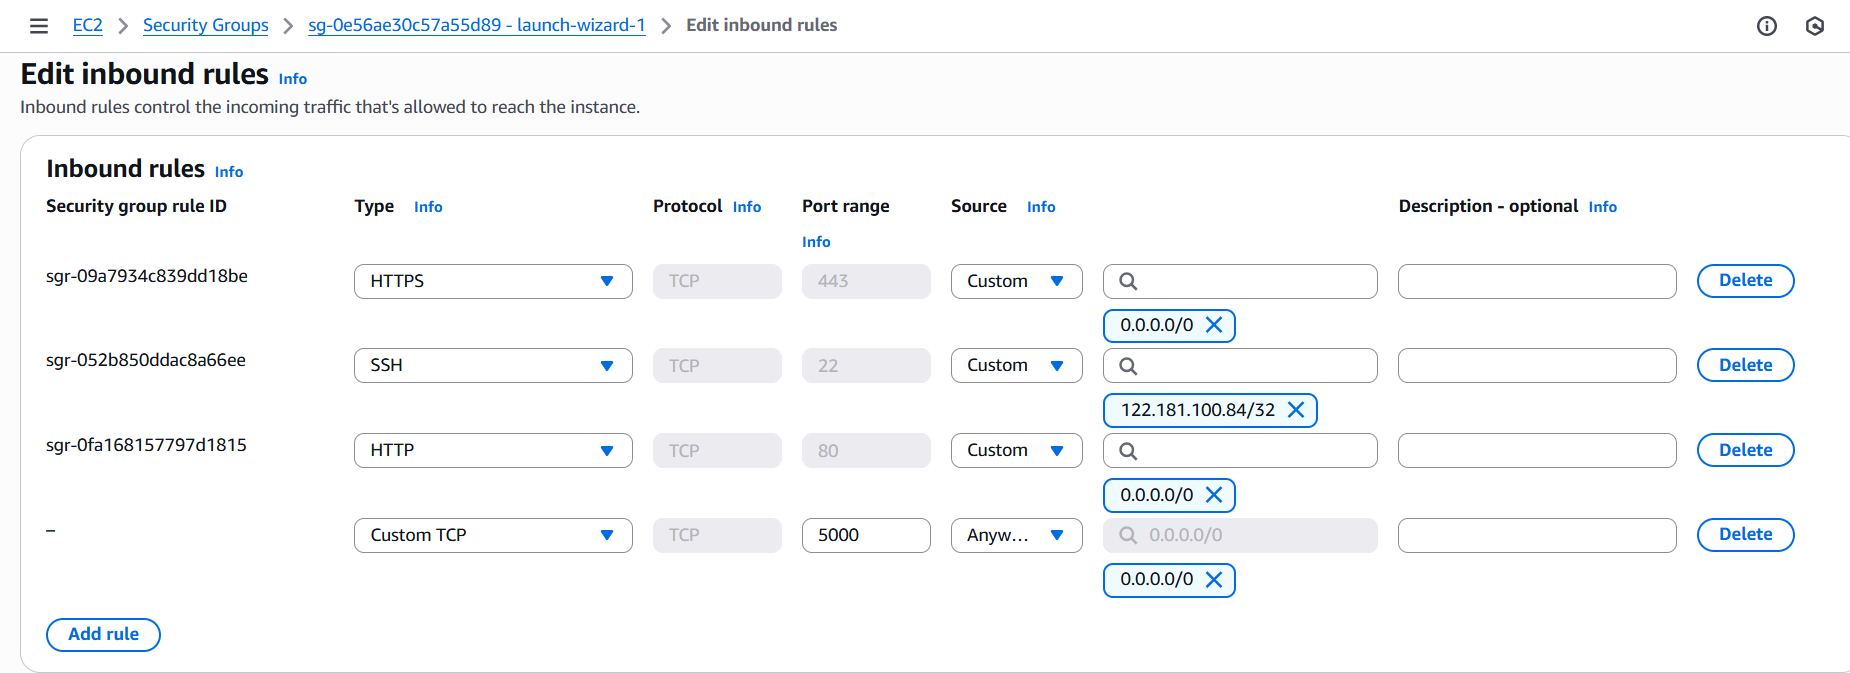 EC2 > Security Groups > sg-0e56ae30c57a55d89 - launch-wizard-1 > Edit inbound rules
Edit inbound rules Info
Inbound rules control the incoming traffic that's allowed to reach the instance.
Inbound rules Info
Security group rule ID Type Info Protocol Info Port range Info Source Info Description - optional Info
sgr-09a7934c839dd18be HTTPS TCP 443 Custom Delete
0.0.0.0/0
sgr-052b850ddac8a66ee SSH TCP 22 Custom Delete
122.181.100.84/32
sgr-0fa168157797d1815 HTTP TCP 80 Custom Delete
0.0.0.0/0
– Custom TCP TCP 5000 Anyw... 0.0.0.0/0 Delete
0.0.0.0/0
Add rule